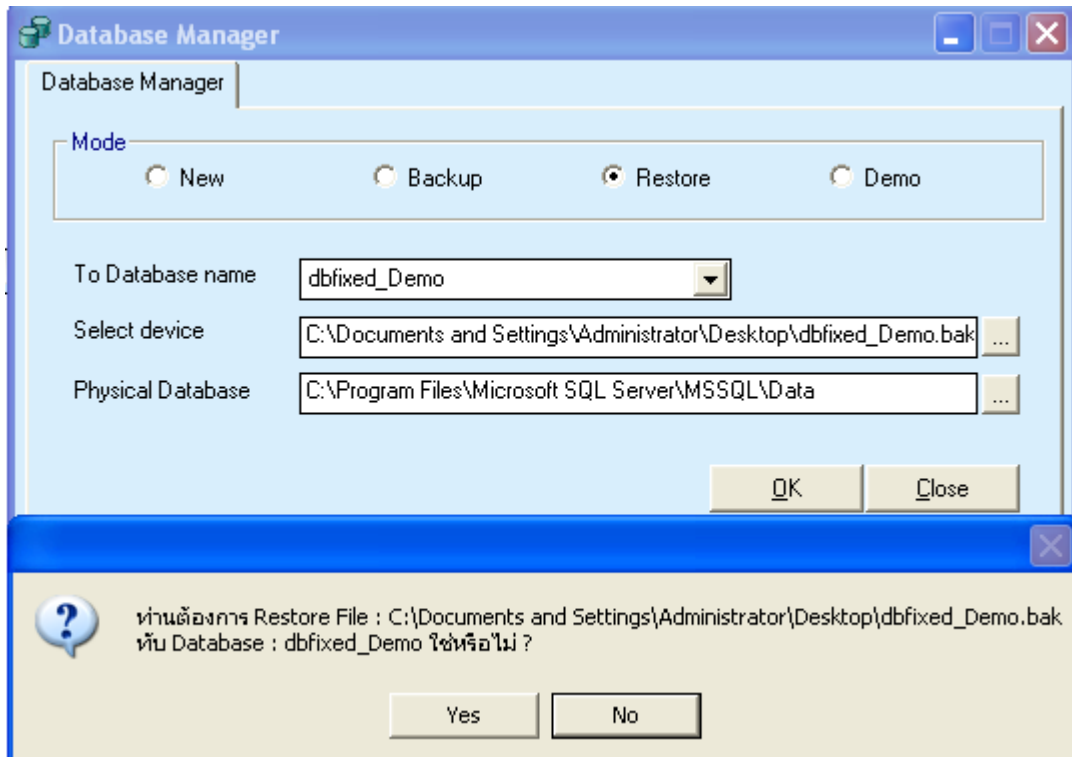 Database Manager
Database Manager
Mode
New Backup Restore Demo
To Database name dbfixed_Demo
Select device C:\Documents and Settings\Administrator\Desktop\dbfixed_Demo.bak ...
Physical Database C:\Program Files\Microsoft SQL Server\MSSQL\Data ...
OK Close
ท่านต้องการ Restore File : C:\Documents and Settings\Administrator\Desktop\dbfixed_Demo.bak
ทับ Database : dbfixed_Demo ใช่หรือไม่ ?
Yes No